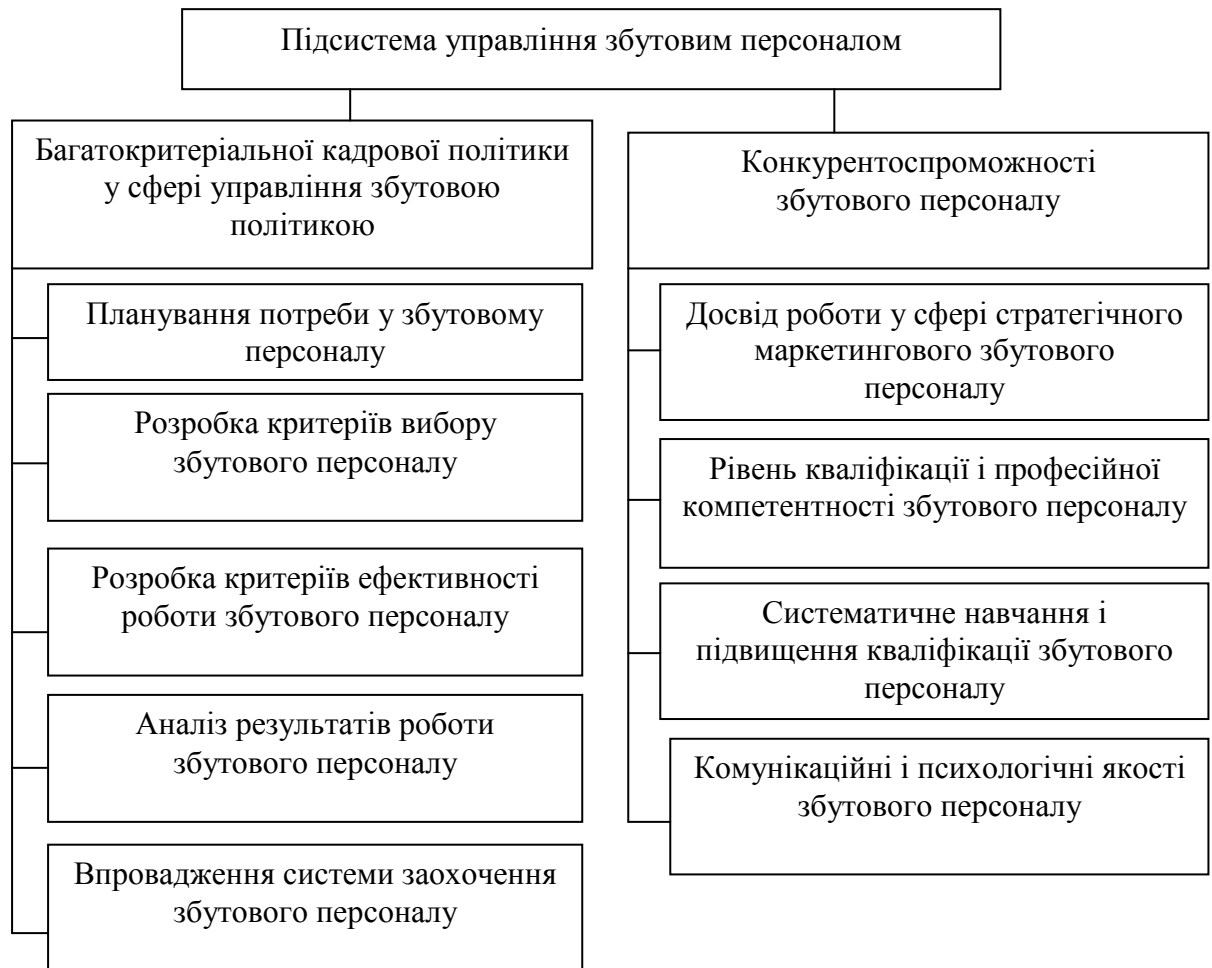 Підсистема управління збутовим персоналом
Багатокритеріальної кадрової політики
у сфері управління збутовою
політикою
Планування потреби у збутовому
персоналу
Розробка критеріїв вибору
збутового персоналу
Розробка критеріїв ефективності
роботи збутового персоналу
Аналіз результатів роботи
збутового персоналу
Впровадження системи заохочення
збутового персоналу
Конкурентоспроможності
збутового персоналу
Досвід роботи у сфері стратегічного
маркетингового збутового
персоналу
Рівень кваліфікації і професійної
компетентності збутового персоналу
Систематичне навчання і
підвищення кваліфікації збутового
персоналу
Комунікаційні і психологічні якості
збутового персоналу